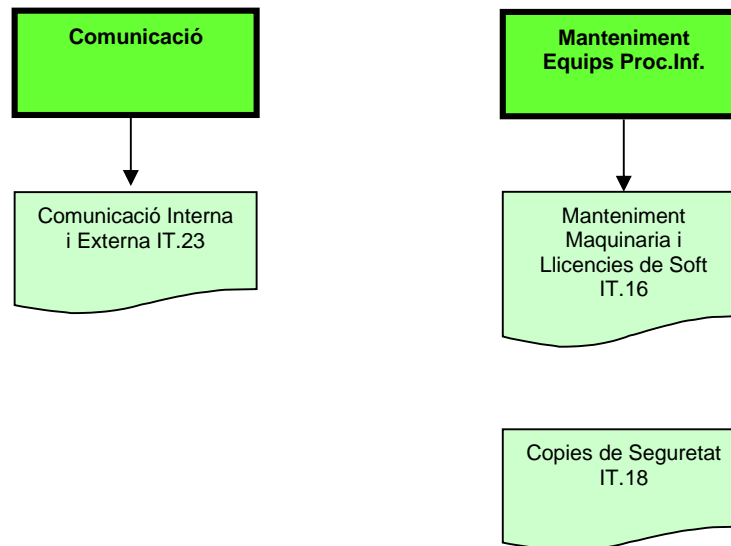 Comunicació
Manteniment
Equips Proc.Inf.
Comunicació Interna
i Externa IT.23
Manteniment
Maquinaria i
Llicencies de Soft
IT.16
Copies de Seguretat
IT.18